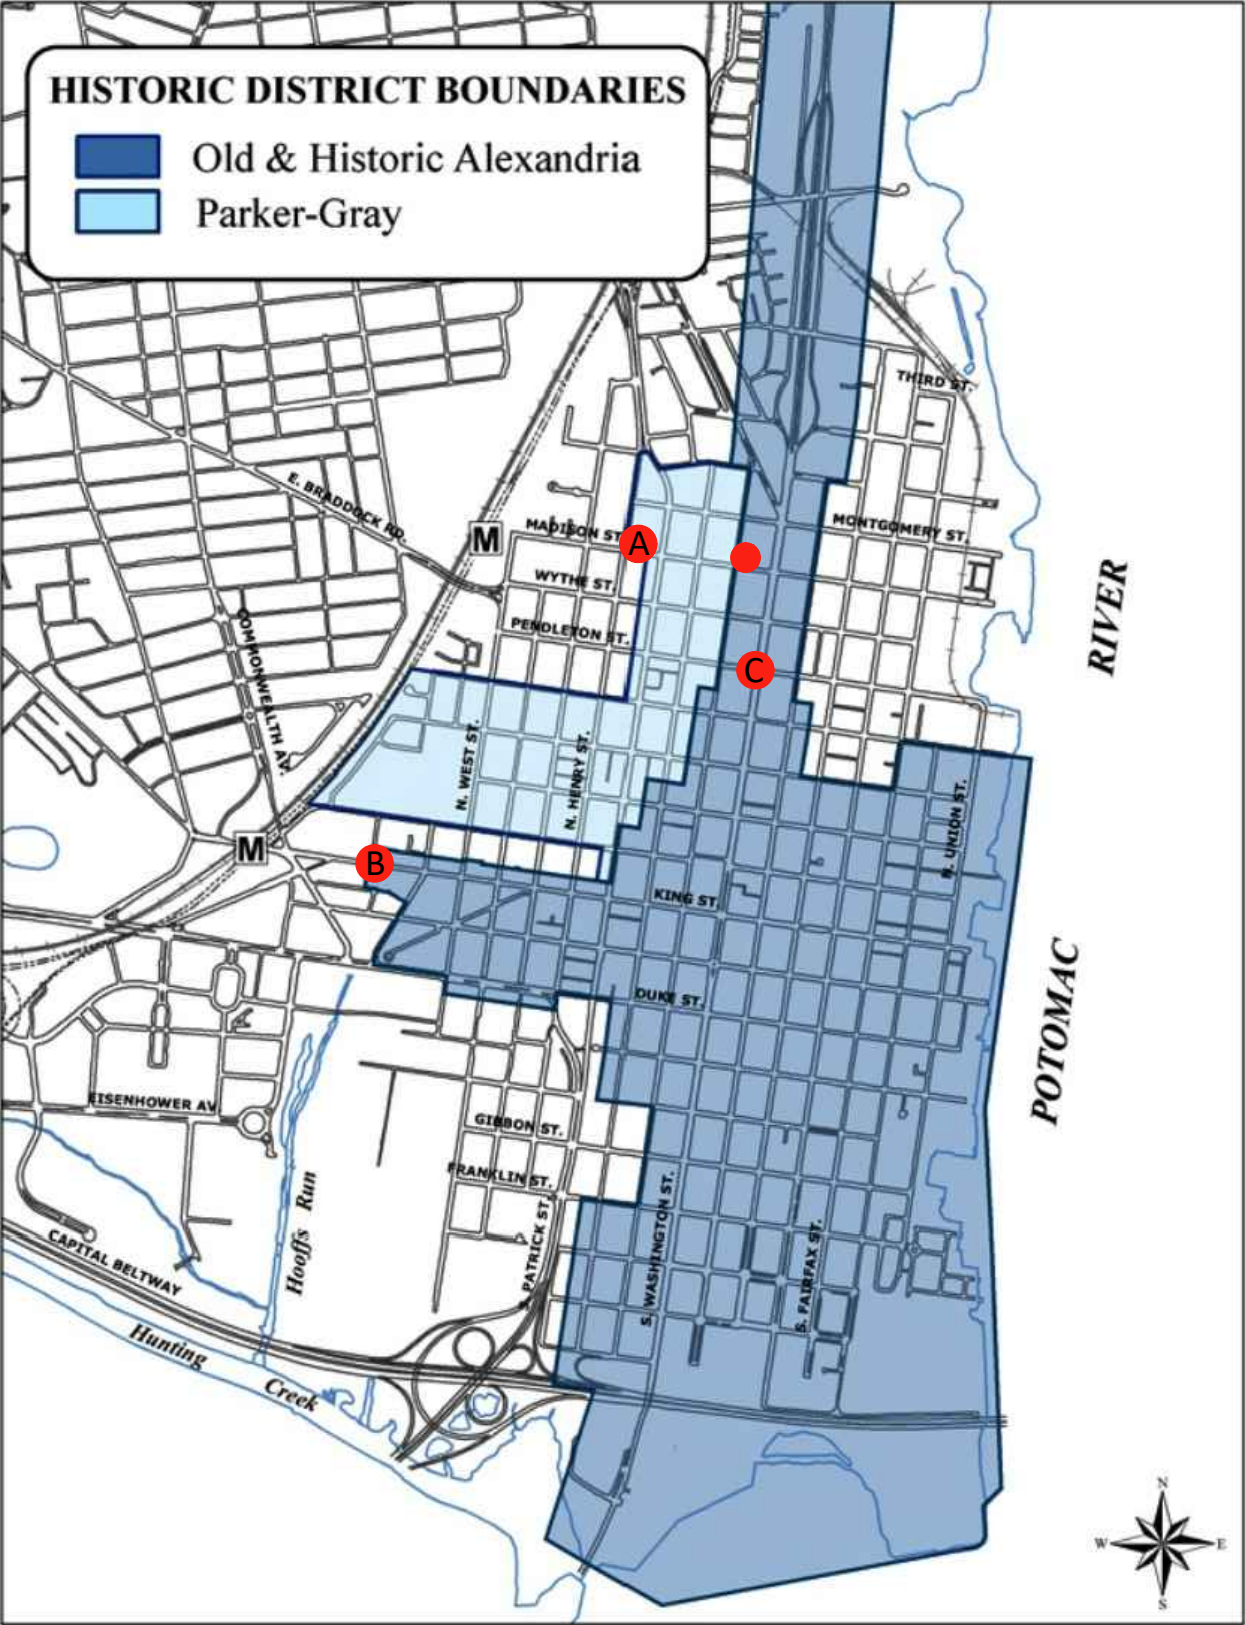 HISTORIC DISTRICT BOUNDARIES
Old & Historic Alexandria
Parker-Gray
THIRD ST.
E. BRADDOCK RD.
M
MADISON ST.
A
MONTGOMERY ST.
WYTHE ST.
PENDLETON ST.
RIVER
COMMONWEALTH AV.
C
N. WEST ST.
N. HENRY ST.
N. UNION ST.
M
B
KING ST.
DUKE ST.
POTOMAC
EISENHOWER AV.
GIBBON ST.
FRANKLIN ST.
Hooffs Run
S. PATRICK ST.
S. WASHINGTON ST.
S. FAIRFAX ST.
CAPITAL BELTWAY
Hunting
Creek
N
W
E
S